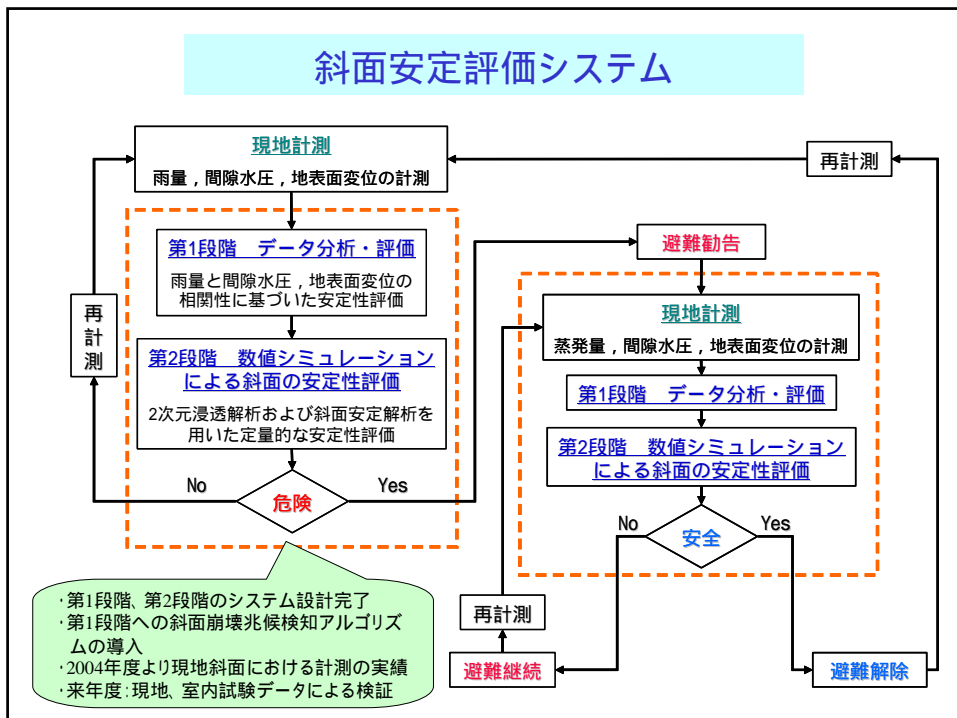 斜面安定評価システム
現地計測
雨量，間隙水圧，地表面変位の計測
再計測
第1段階　データ分析・評価
雨量と間隙水圧，地表面変位の
相関性に基づいた安定性評価
再
計
測
第2段階　数値シミュレーション
による斜面の安定性評価
2次元浸透解析および斜面安定解析を
用いた定量的な安定性評価
No
Yes
危険
避難勧告
現地計測
蒸発量，間隙水圧，地表面変位の計測
第1段階　データ分析・評価
第2段階　数値シミュレーション
による斜面の安定性評価
No
Yes
安全
再計測
避難継続
避難解除
・第1段階、第2段階のシステム設計完了
・第1段階への斜面崩壊兆候検知アルゴリズ
ムの導入
・2004年度より現地斜面における計測の実績
・来年度：現地、室内試験データによる検証